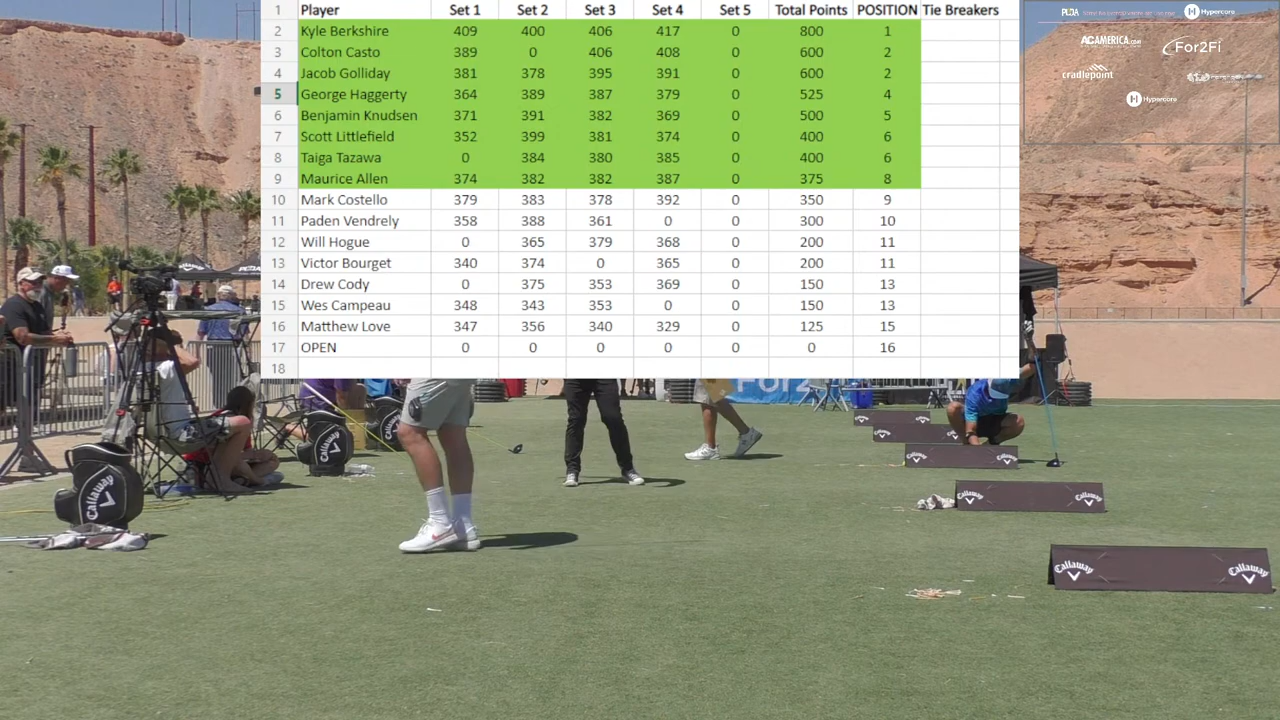 1 Player Set 1 Set 2 Set 3 Set 4 Set 5 Total Points POSITION Tie Breakers
2 Kyle Berkshire 409 400 406 417 0 800 1
3 Colton Casto 389 0 406 408 0 600 2
4 Jacob Golliday 381 378 395 391 0 600 2
5 George Haggerty 364 389 387 379 0 525 4
6 Benjamin Knudsen 371 391 382 369 0 500 5
7 Scott Littlefield 352 399 381 374 0 400 6
8 Taiga Tazawa 0 384 380 385 0 400 6
9 Maurice Allen 374 382 382 387 0 375 8
10 Mark Costello 379 383 378 392 0 350 9
11 Paden Vendrely 358 388 361 0 0 300 10
12 Will Hogue 0 365 379 368 0 200 11
13 Victor Bourget 340 374 0 365 0 200 11
14 Drew Cody 0 375 353 369 0 150 13
15 Wes Campeau 348 343 353 0 0 150 13
16 Matthew Love 347 356 340 329 0 125 15
17 OPEN 0 0 0 0 0 0 16
18
PLDA
Hypercore
ACAMERICA.com
For2Fi
cradlepoint
Hypercore
FOR2
Callaway
Callaway
Callaway Callaway
Callaway Callaway
Callaway Callaway